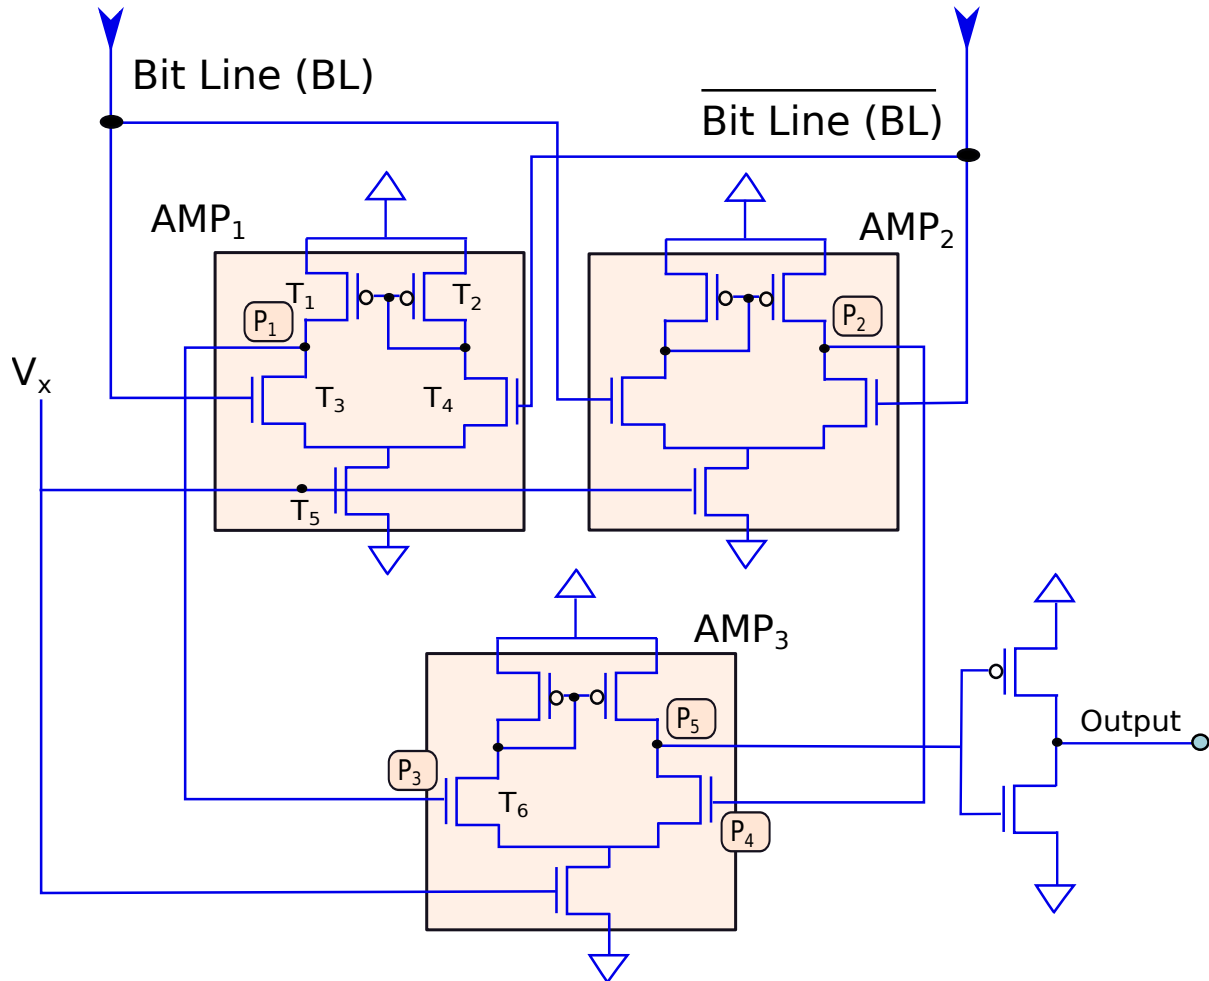 Bit Line (BL)
Bit Line (BL)
AMP₁
AMP₂
T₁
T₂
P₁
P₂
Vₓ
T₃
T₄
T₅
AMP₃
P₅
Output
P₃
T₆
P₄